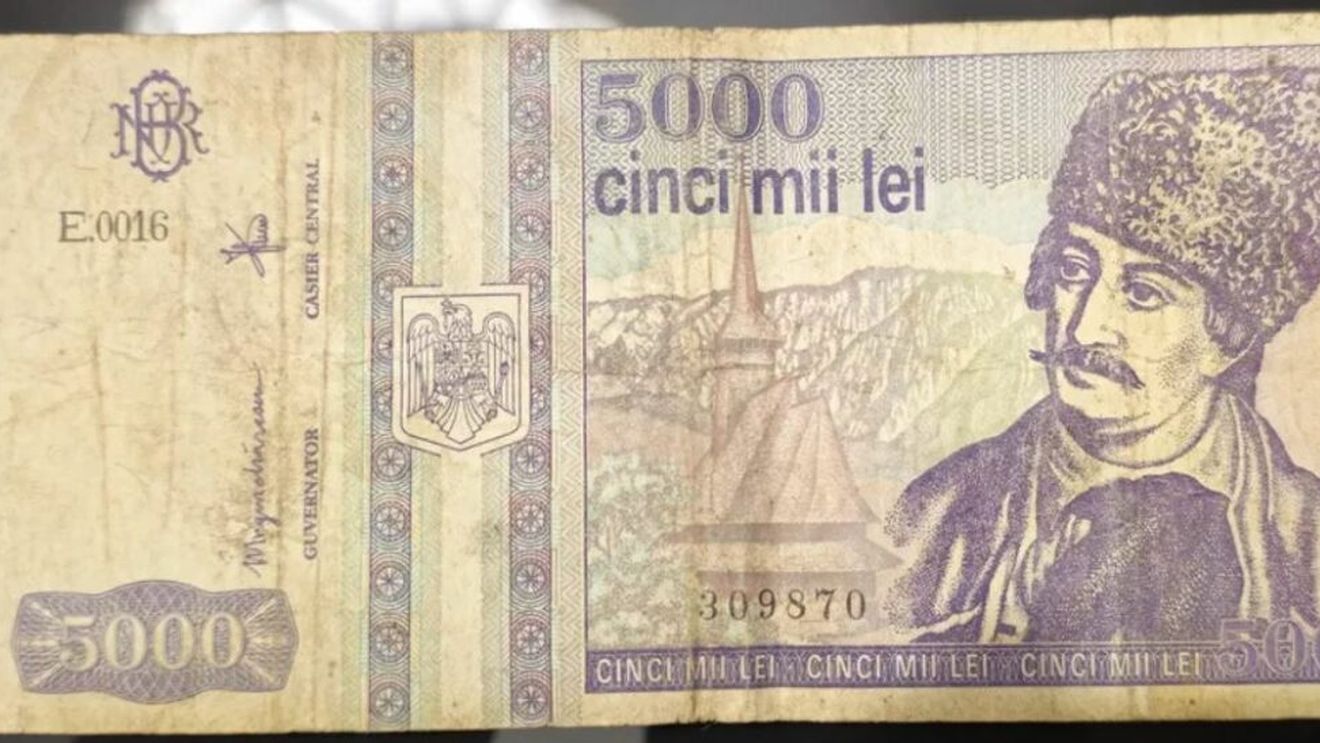 BNR
E.0016
CASIER CENTRAL
GUVERNATOR
5000
5000
cinci mii lei
309870
CINCI MII LEI CINCI MII LEI CINCI MII LEI